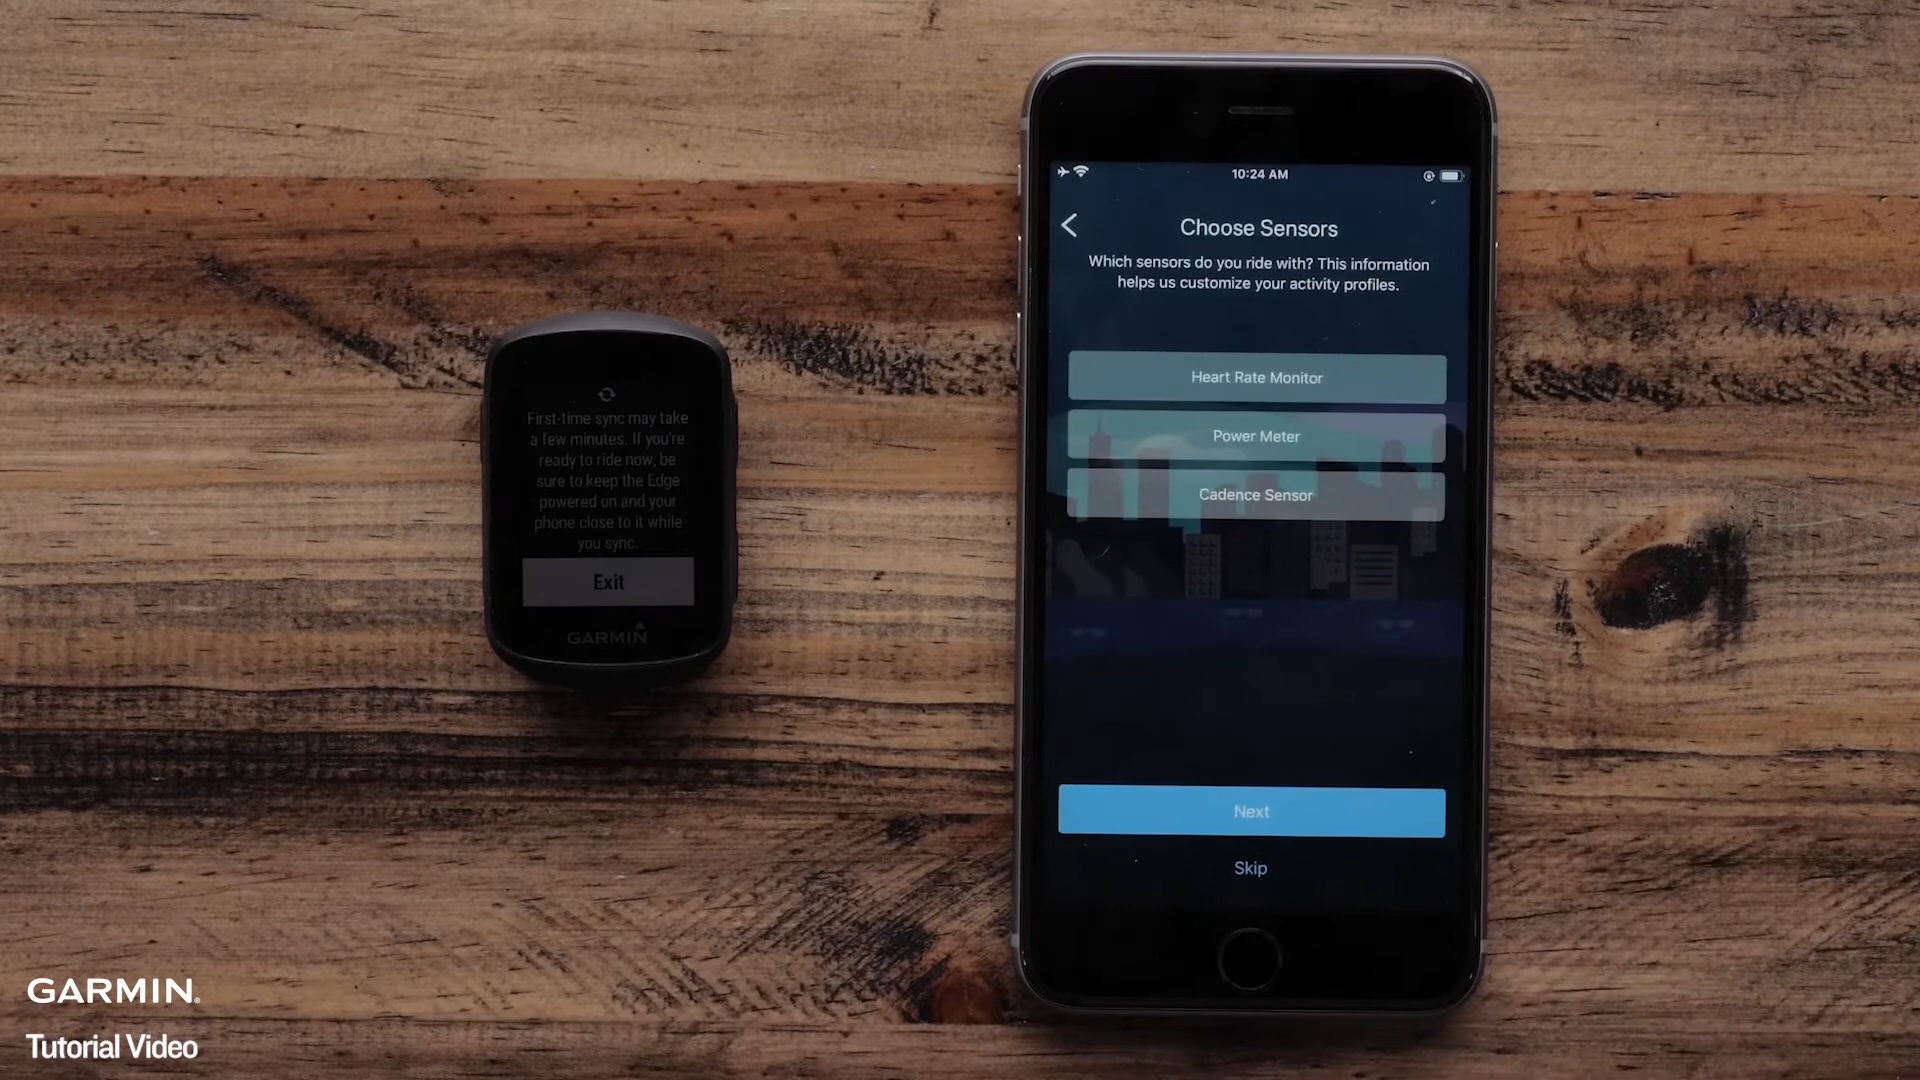 First-time sync may take
a few minutes. If you're
ready to ride now, be
sure to keep the Edge
powered on and your
phone close to it while
you sync.
Exit
GARMIN
10:24 AM
Choose Sensors
Which sensors do you ride with? This information
helps us customize your activity profiles.
Heart Rate Monitor
Power Meter
Cadence Sensor
Next
Skip
GARMIN®
Tutorial Video